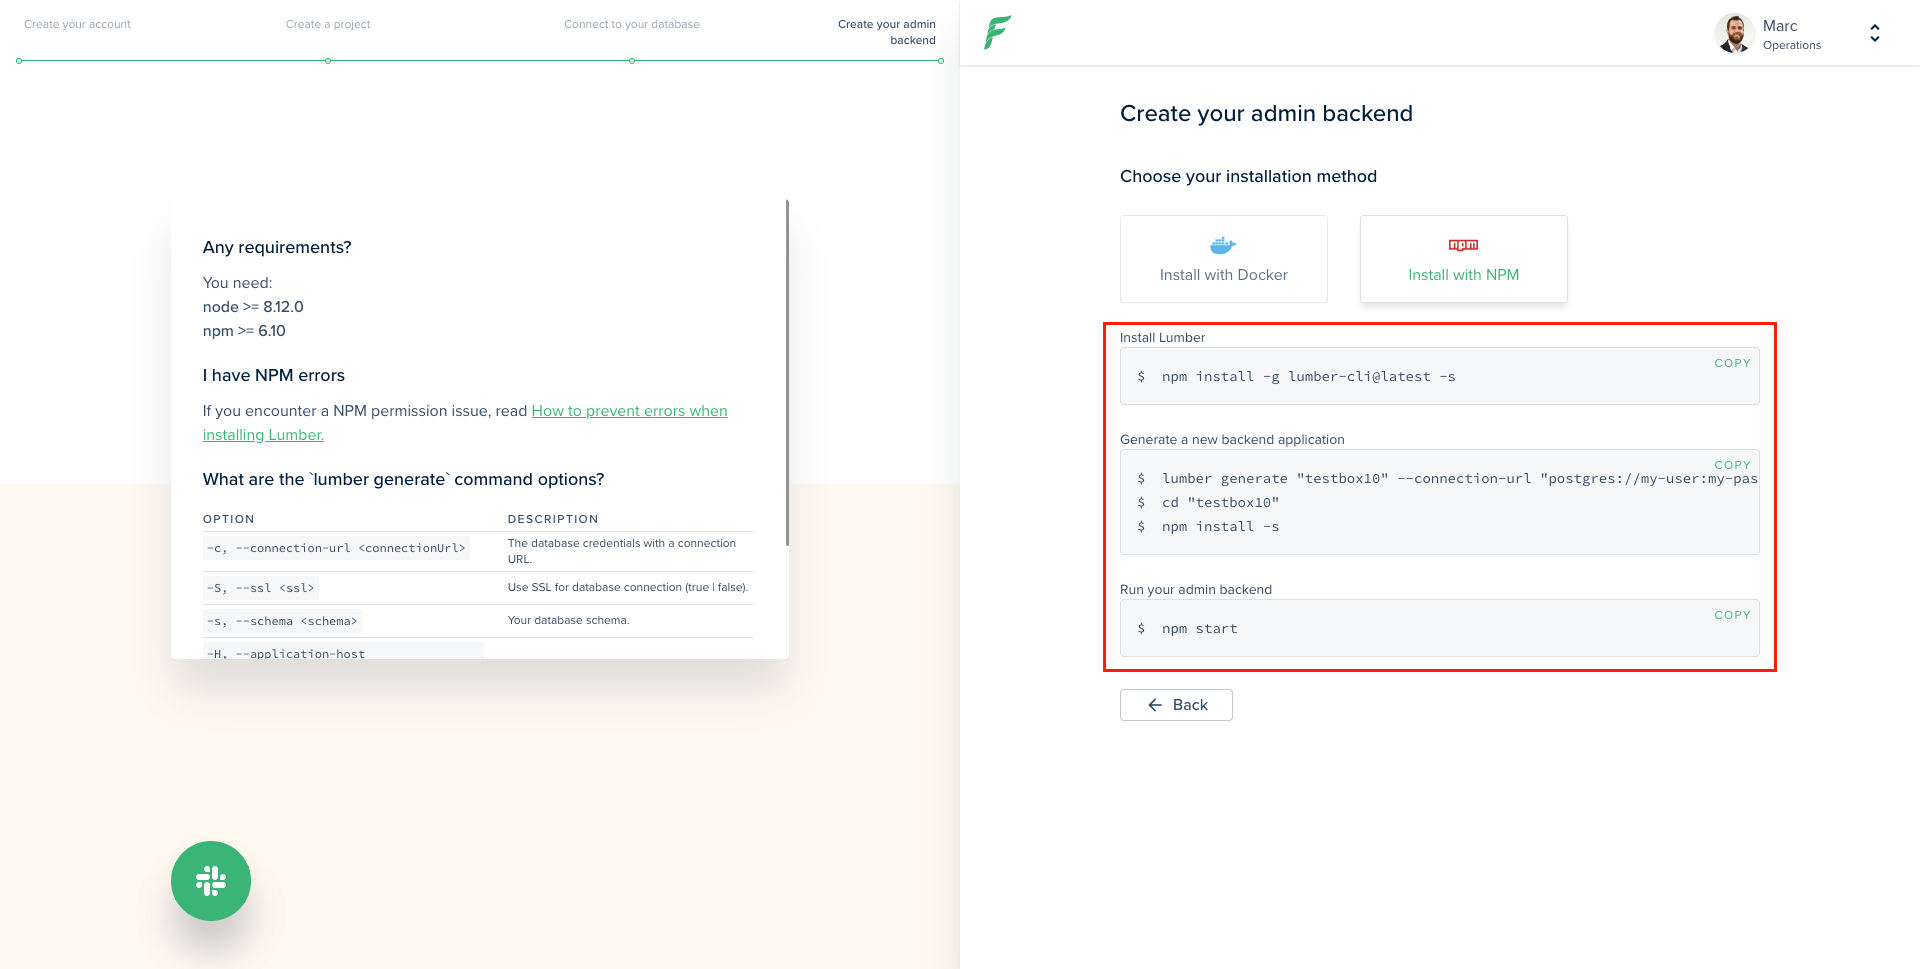 Create your account
Create a project
Connect to your database
Create your admin
backend
Any requirements?
You need:
node >= 8.12.0
npm >= 6.10
I have NPM errors
If you encounter a NPM permission issue, read How to prevent errors when
installing Lumber.
What are the `lumber generate` command options?
OPTION DESCRIPTION
-c, --connection-url <connectionUrl> The database credentials with a connection
URL.
-S, --ssl <ssl> Use SSL for database connection (true | false).
-s, --schema <schema> Your database schema.
-H, --application-host
Marc
Operations
Create your admin backend
Choose your installation method
Install with Docker
npm
Install with NPM
Install Lumber
COPY
$ npm install -g lumber-cli@latest -s
Generate a new backend application
COPY
$ lumber generate "testbox10" --connection-url "postgres://my-user:my-pas
$ cd "testbox10"
$ npm install -s
Run your admin backend
COPY
$ npm start
Back